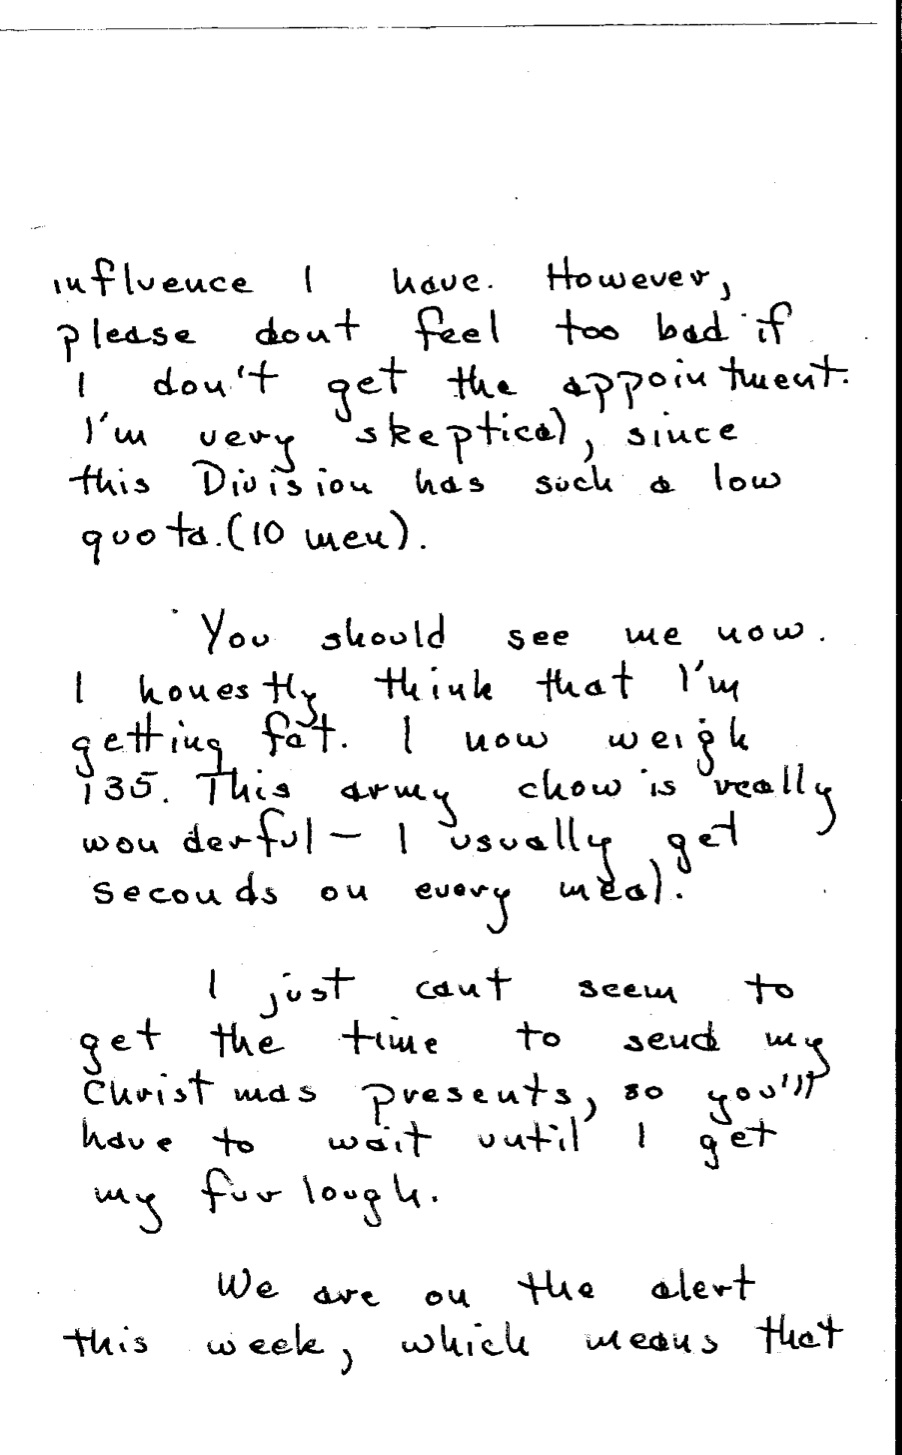 influence I have. However,
please dont feel too bad if
I don't get the appointment.
I'm very skeptical, since
this Division has such a low
quota. (10 men).
You should see me now.
I honestly think that I'm
getting fat. I now weigh
135. This army chow is really
wonderful - I usually get
seconds on every meal.
I just cant seem to
get the time to send my
Christmas presents, so you'll
have to wait until I get
my furlough.
We are on the alert
this week, which means that